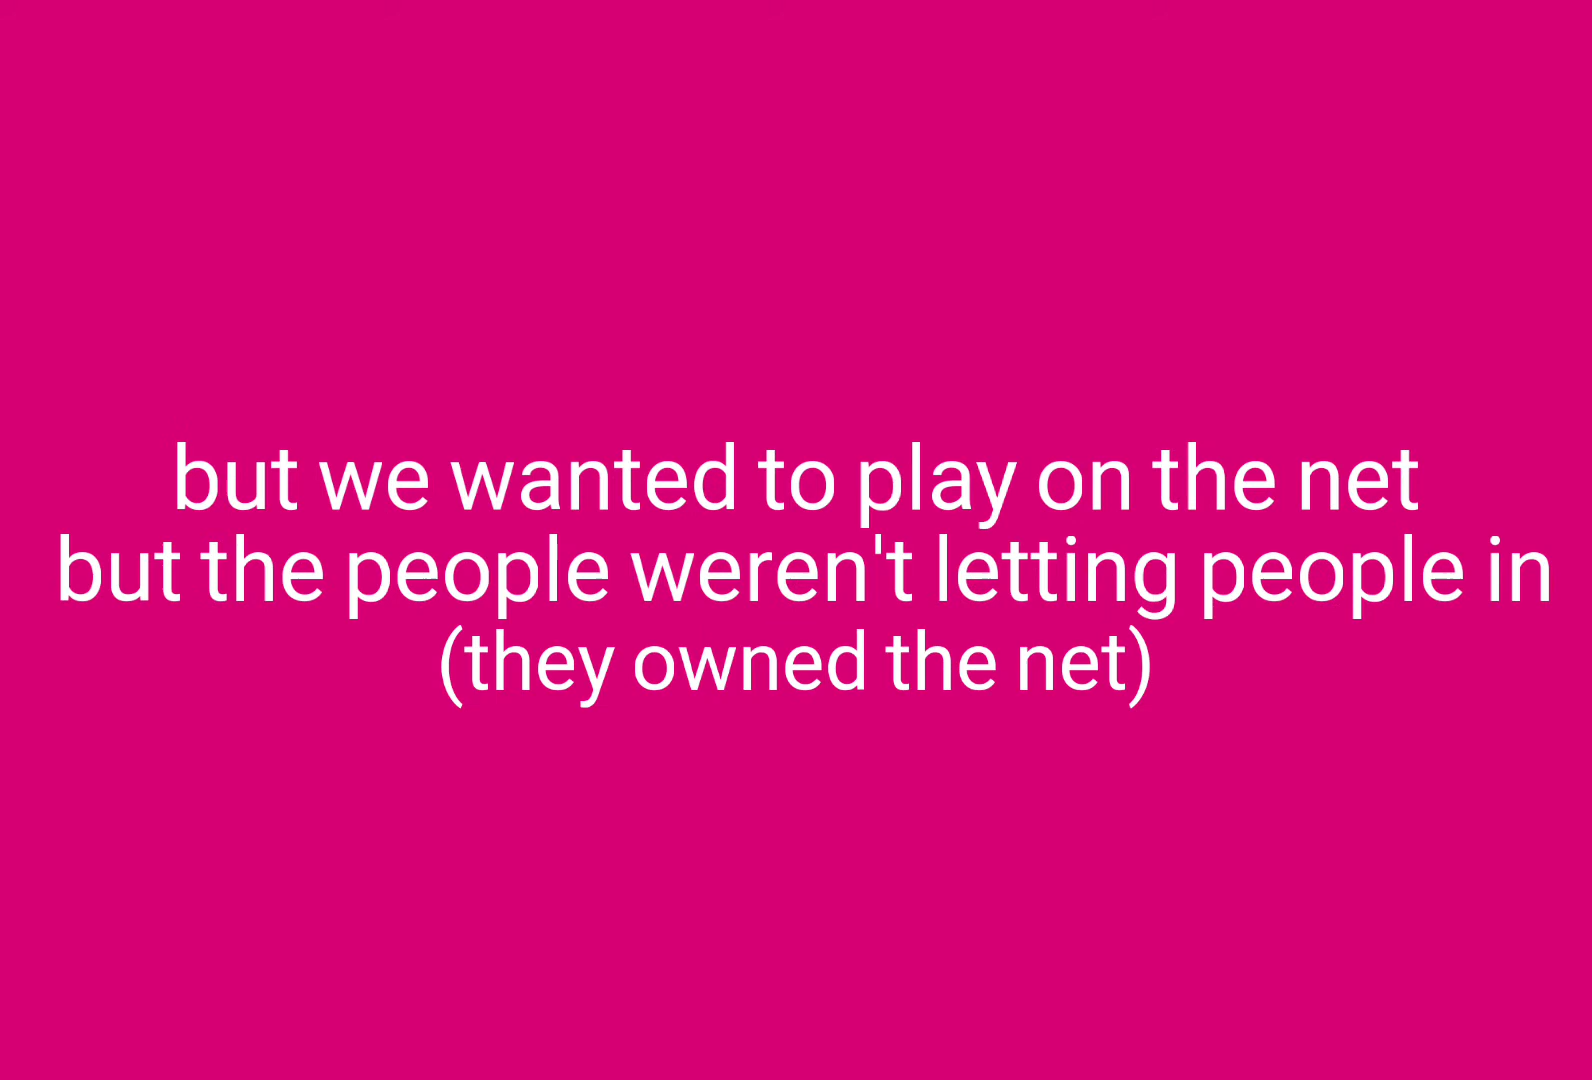 but we wanted to play on the net
but the people weren't letting people in
(they owned the net)